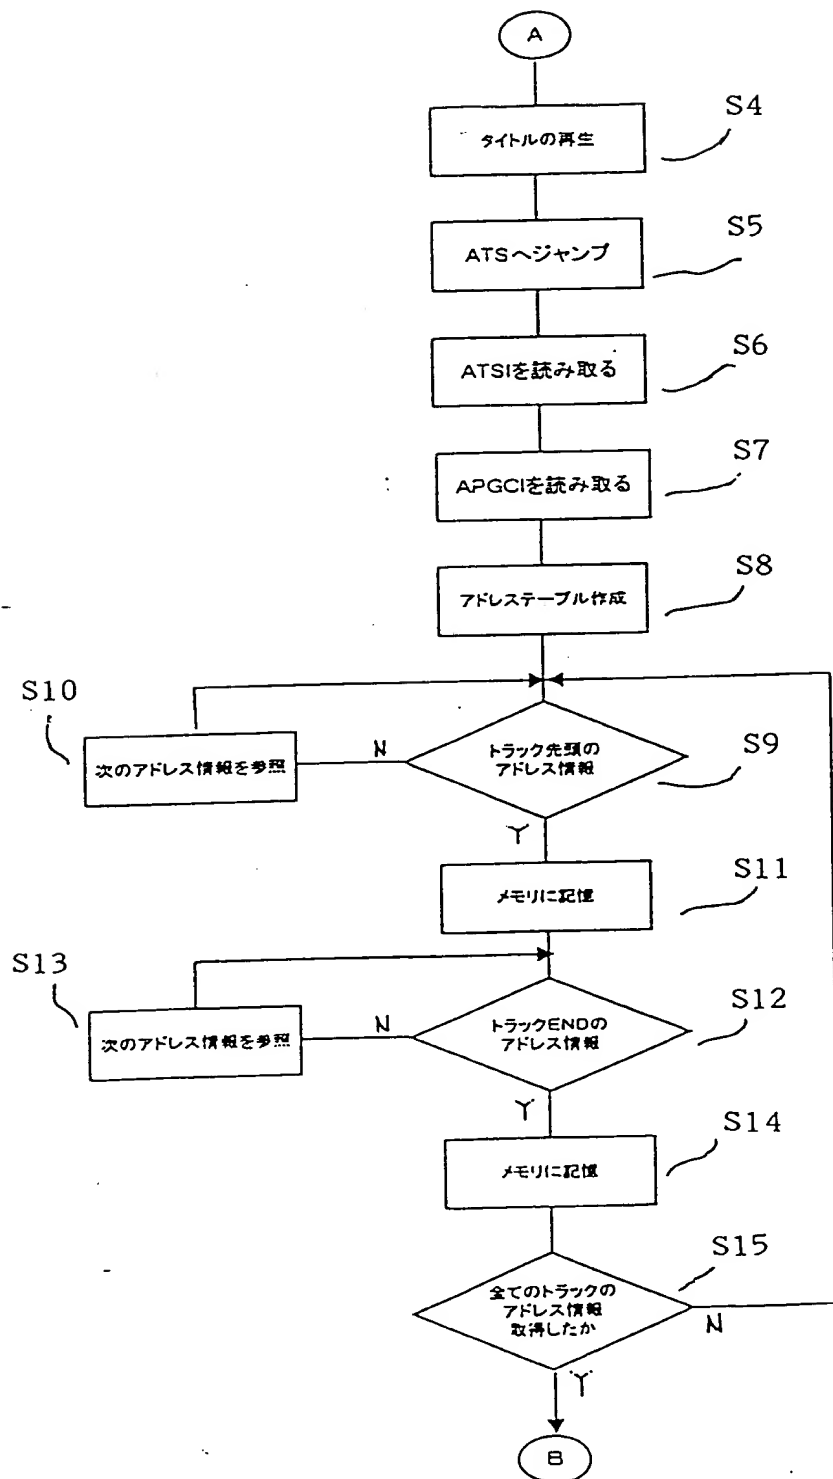 A
タイトルの再生
S4
ATSへジャンプ
S5
ATSIを読み取る
S6
APGCIを読み取る
S7
アドレステーブル作成
S8
S10
次のアドレス情報を参照
N
トラック先頭の
アドレス情報
S9
Y
メモリに記憶
S11
S13
次のアドレス情報を参照
N
トラックENDの
アドレス情報
S12
Y
メモリに記憶
S14
全てのトラックの
アドレス情報
取得したか
S15
N
Y
B